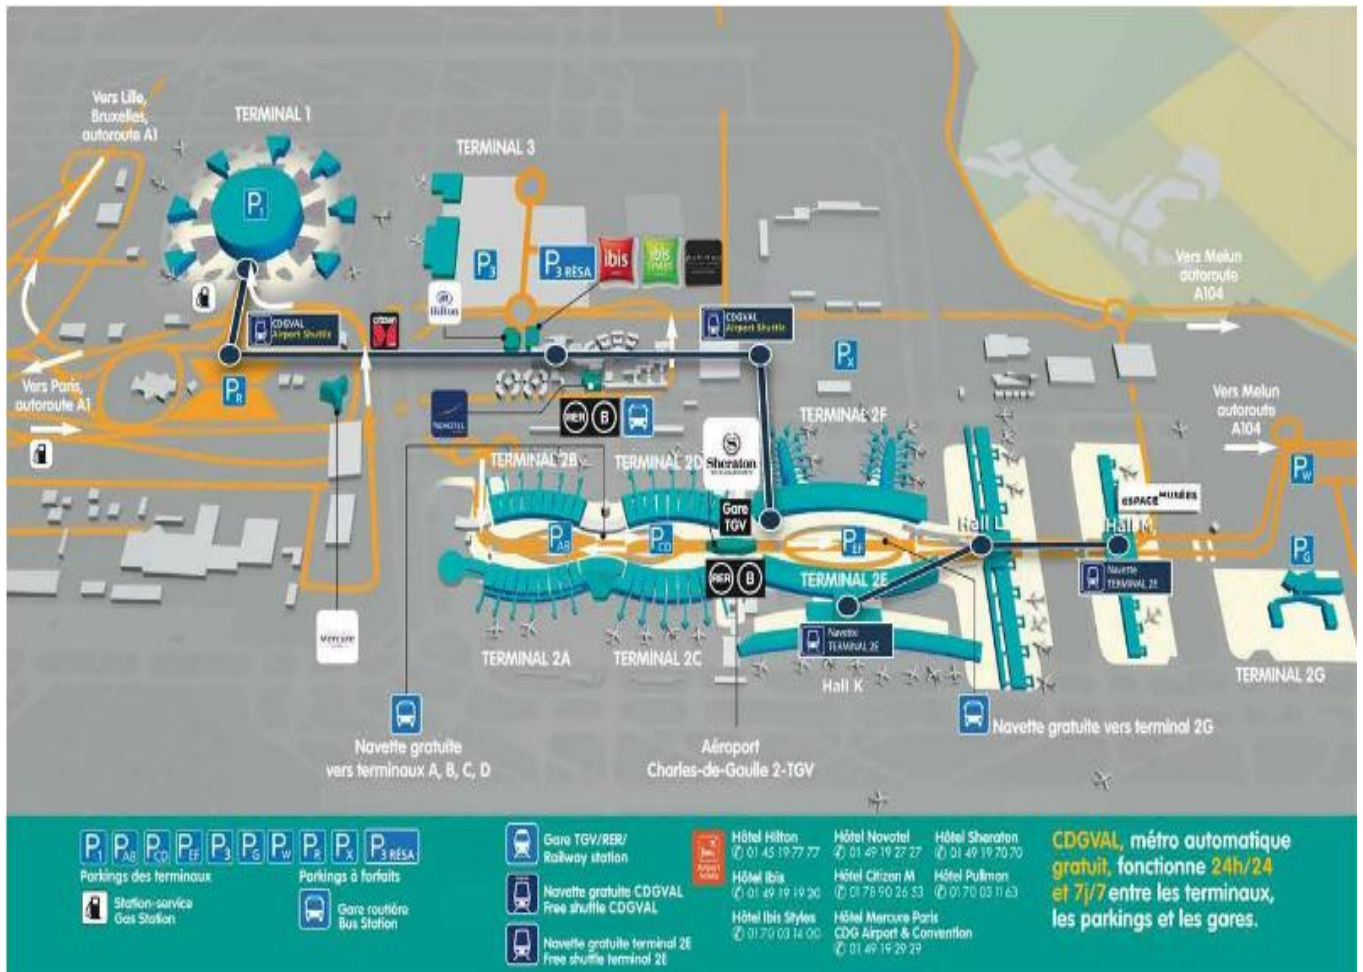 Vers Lille,
Bruxelles,
autoroute A1
TERMINAL 1
P1
TERMINAL 3
P3
P3 RÉSA
ibis
ibis
Hilton
CDGVAL
Airport Shuttle
citizen
M
CDGVAL
Airport Shuttle
Vers Melun
autoroute
A104
Vers Paris,
autoroute A1
PR
PX
NOVOTEL
RER B
Sheraton
TERMINAL 2F
Vers Melun
autoroute
A104
TERMINAL 2B
TERMINAL 2D
PW
ESPACE MUSÉES
Gare
TGV
Hall L
Hall M
PAB
PCD
PEF
PG
RER B
TERMINAL 2E
Navette
TERMINAL 2E
Mercure
Navette
TERMINAL 2E
TERMINAL 2A
TERMINAL 2C
Hall K
TERMINAL 2G
Navette gratuite
vers terminaux A, B, C, D
Aéroport
Charles-de-Gaulle 2-TGV
Navette gratuite vers terminal 2G
P1 PAB PCD PEF P3 PG PW PR PX P3 RÉSA
Parkings des terminaux
Parkings à forfaits
Station-service
Gas Station
Gare routière
Bus Station
Gare TGV/RER/
Railway station
Navette gratuite CDGVAL
Free shuttle CDGVAL
Navette gratuite terminal 2E
Free shuttle terminal 2E
Airport
hotels
Hôtel Hilton
01 45 19 77 77
Hôtel Ibis
01 49 19 19 20
Hôtel Ibis Styles
01 70 03 14 00
Hôtel Novotel
01 49 19 27 27
Hôtel Citizen M
01 78 90 26 53
Hôtel Mercure Paris
CDG Airport & Convention
01 49 19 29 29
Hôtel Sheraton
01 49 19 70 70
Hôtel Pullman
01 70 03 11 63
CDGVAL, métro automatique
gratuit, fonctionne 24h/24
et 7j/7 entre les terminaux,
les parkings et les gares.